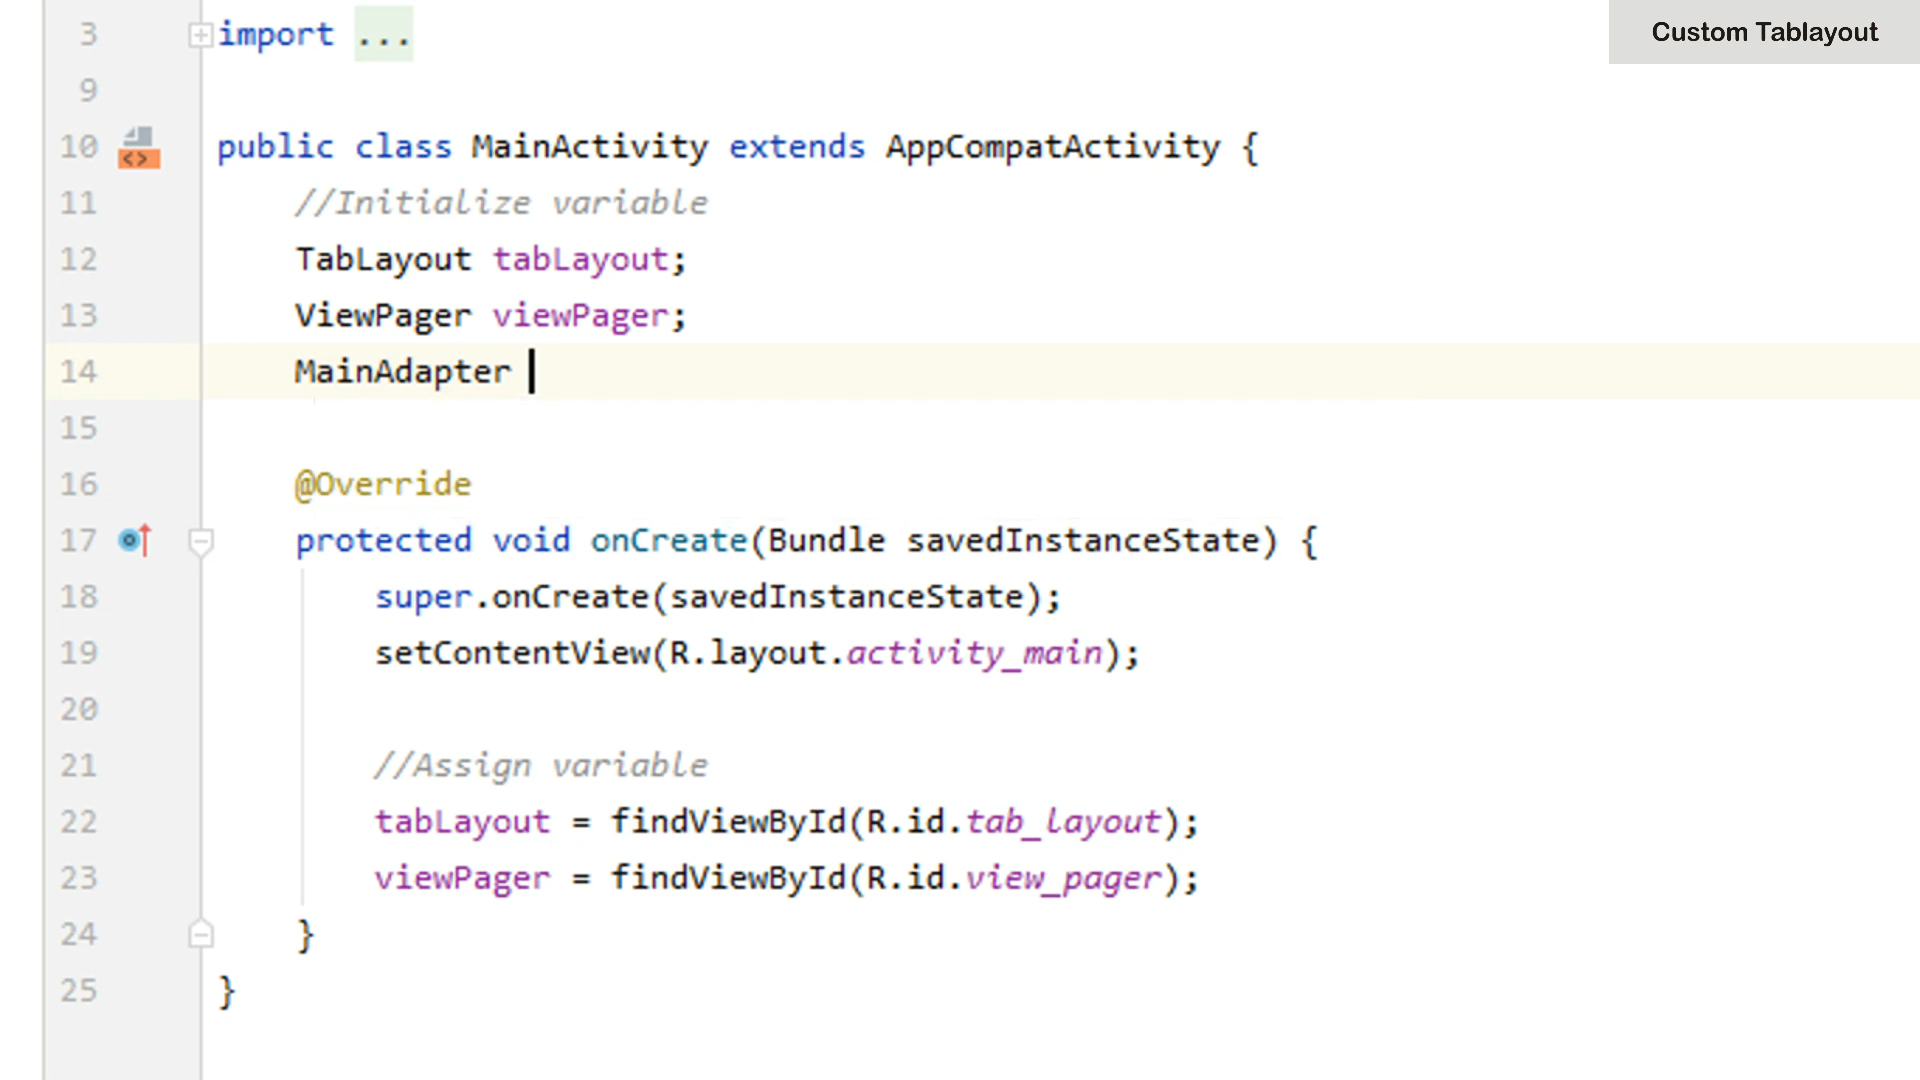 3 import ...
Custom Tablayout
9
10 public class MainActivity extends AppCompatActivity {
11 //Initialize variable
12 TabLayout tabLayout;
13 ViewPager viewPager;
14 MainAdapter
15
16 @Override
17 protected void onCreate(Bundle savedInstanceState) {
18 super.onCreate(savedInstanceState);
19 setContentView(R.layout.activity_main);
20
21 //Assign variable
22 tabLayout = findViewById(R.id.tab_layout);
23 viewPager = findViewById(R.id.view_pager);
24 }
25 }